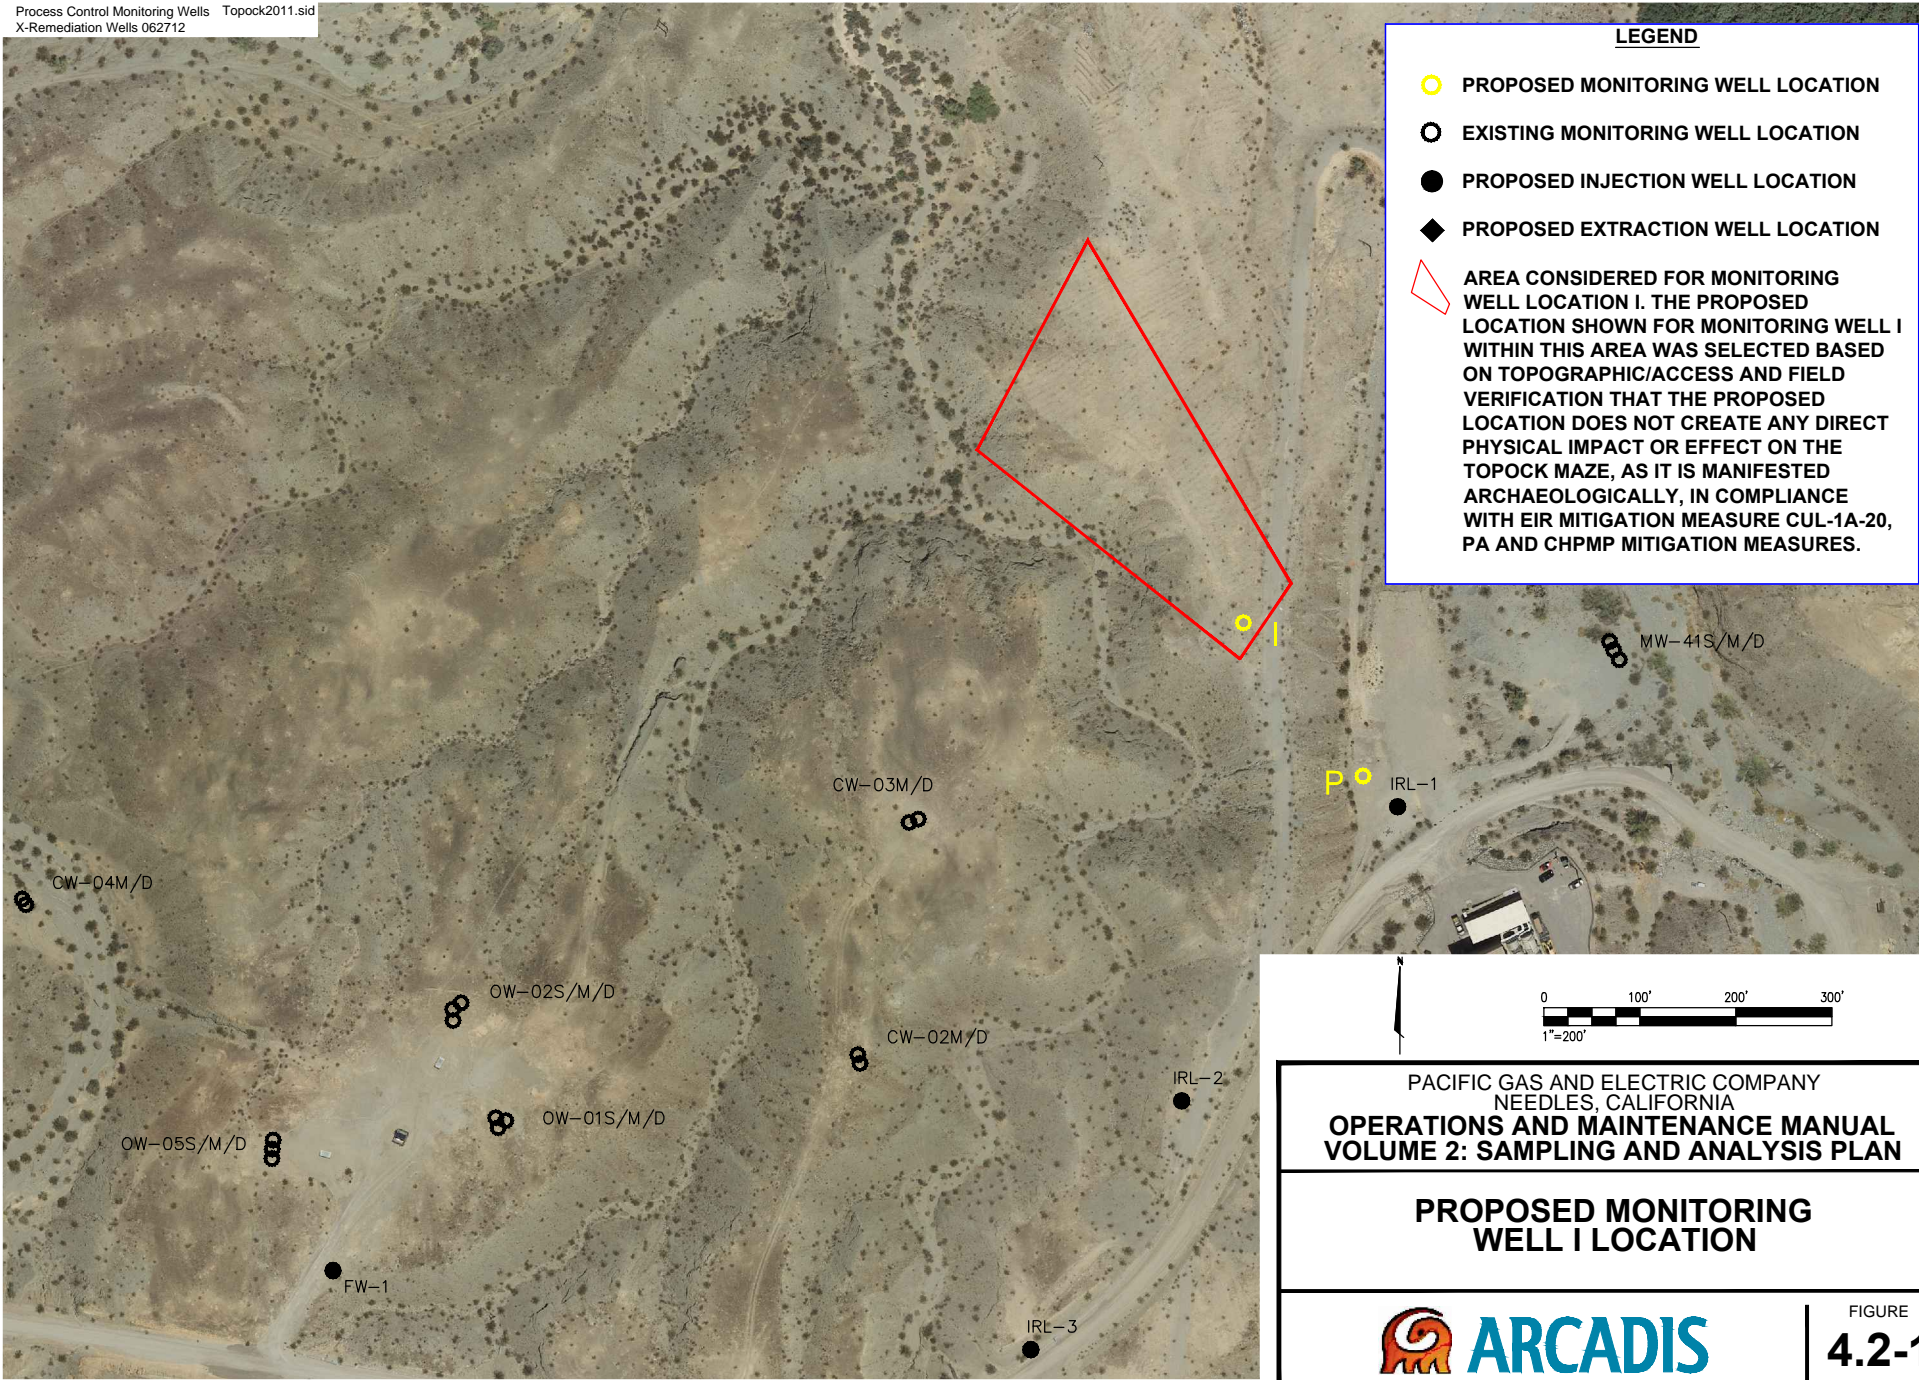 Process Control Monitoring Wells Topock2011.sid
X-Remediation Wells 062712
LEGEND
PROPOSED MONITORING WELL LOCATION
EXISTING MONITORING WELL LOCATION
PROPOSED INJECTION WELL LOCATION
PROPOSED EXTRACTION WELL LOCATION
AREA CONSIDERED FOR MONITORING
WELL LOCATION I. THE PROPOSED
LOCATION SHOWN FOR MONITORING WELL I
WITHIN THIS AREA WAS SELECTED BASED
ON TOPOGRAPHIC/ACCESS AND FIELD
VERIFICATION THAT THE PROPOSED
LOCATION DOES NOT CREATE ANY DIRECT
PHYSICAL IMPACT OR EFFECT ON THE
TOPOCK MAZE, AS IT IS MANIFESTED
ARCHAEOLOGICALLY, IN COMPLIANCE
WITH EIR MITIGATION MEASURE CUL-1A-20,
PA AND CHPMP MITIGATION MEASURES.
I
MW-41S/M/D
P
IRL-1
CW-03M/D
CW-04M/D
OW-02S/M/D
CW-02M/D
IRL-2
OW-01S/M/D
OW-05S/M/D
FW-1
IRL-3
N
0 100' 200' 300'
1"=200'
PACIFIC GAS AND ELECTRIC COMPANY
NEEDLES, CALIFORNIA
OPERATIONS AND MAINTENANCE MANUAL
VOLUME 2: SAMPLING AND ANALYSIS PLAN
PROPOSED MONITORING
WELL I LOCATION
ARCADIS
FIGURE
4.2-1